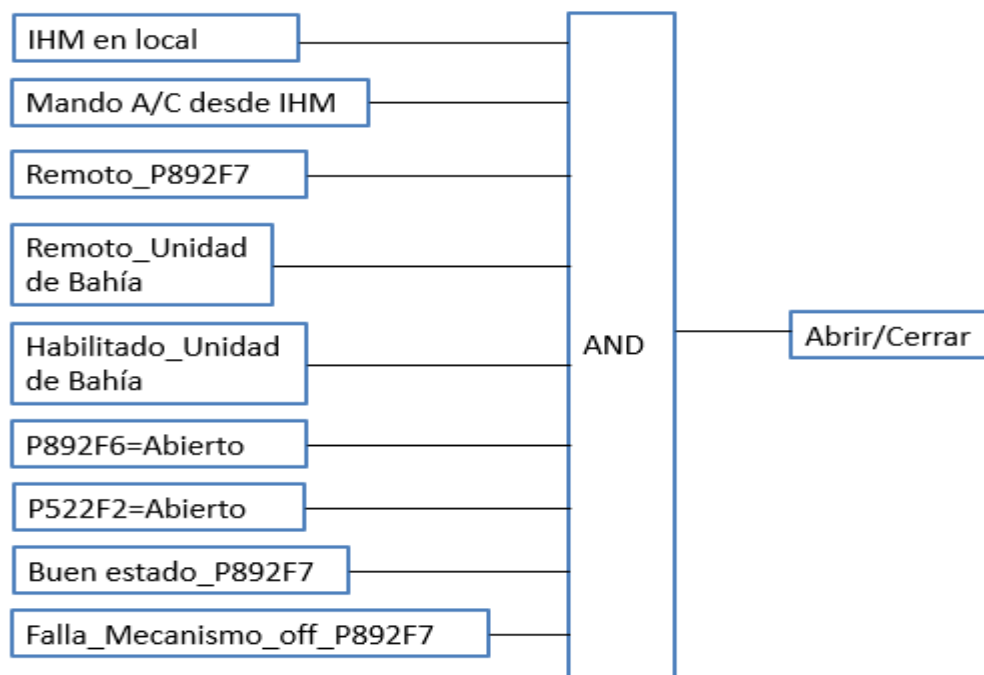 IHM en local
Mando A/C desde IHM
Remoto_P892F7
Remoto_Unidad
de Bahía
Habilitado_Unidad
de Bahía
P892F6=Abierto
P522F2=Abierto
Buen estado_P892F7
Falla_Mecanismo_off_P892F7
AND
Abrir/Cerrar